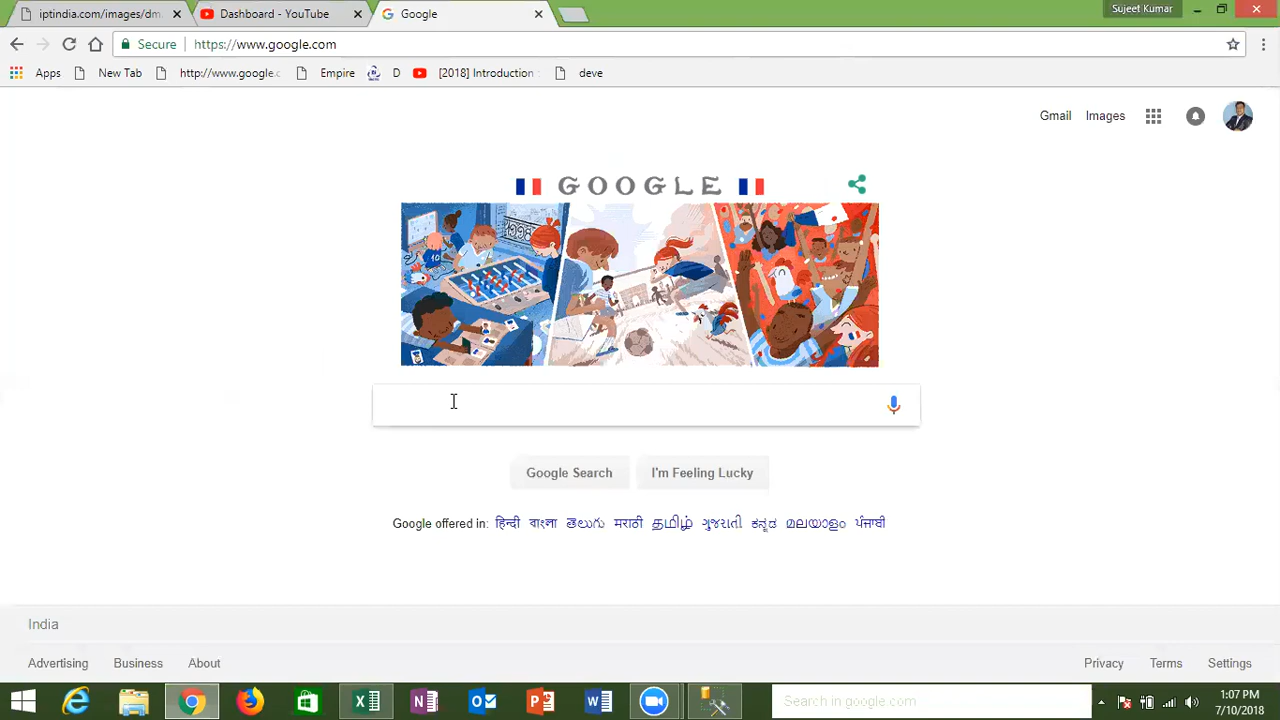 iptindia.com/images/dm. Dashboard - YouTube Google Sujeet Kumar
Secure https://www.google.com
Apps New Tab http://www.google.c Empire D [2018] Introduction deve
Gmail Images
GOOGLE
10
Google Search I'm Feeling Lucky
Google offered in: हिन्दी বাংলা తెలుగు मराठी தமிழ் ગુજરાતી ಕನ್ನಡ മലയാളം ਪੰਜਾਬੀ
India
Advertising Business About Privacy Terms Settings
Search in google.com 1:07 PM
7/10/2018